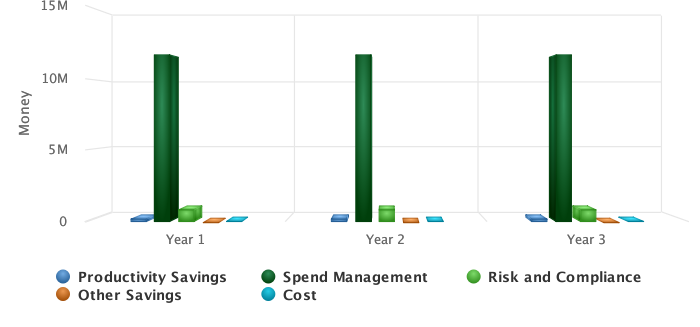 15M
10M
5M
0
Money
Year 1
Year 2
Year 3
Productivity Savings
Spend Management
Risk and Compliance
Other Savings
Cost